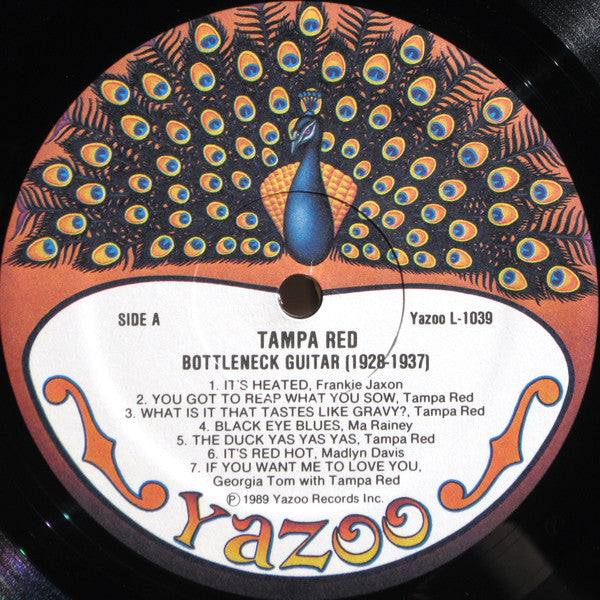 SIDE A
Yazoo L-1039
TAMPA RED
BOTTLENECK GUITAR (1928-1937)
1. IT'S HEATED, Frankie Jaxon
2. YOU GOT TO REAP WHAT YOU SOW, Tampa Red
3. WHAT IS IT THAT TASTES LIKE GRAVY?, Tampa Red
4. BLACK EYE BLUES, Ma Rainey
5. THE DUCK YAS YAS YAS, Tampa Red
6. IT'S RED HOT, Madlyn Davis
7. IF YOU WANT ME TO LOVE YOU,
Georgia Tom with Tampa Red
℗ 1989 Yazoo Records Inc.
Yazoo